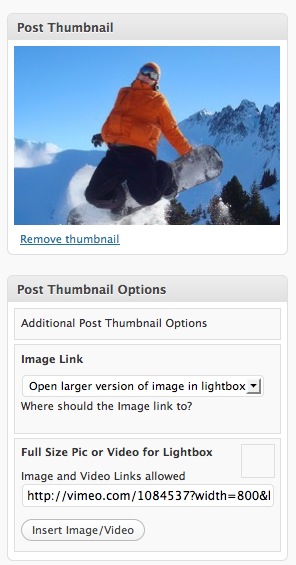 Post Thumbnail
Remove thumbnail
Post Thumbnail Options
Additional Post Thumbnail Options
Image Link
Open larger version of image in lightbox
Where should the Image link to?
Full Size Pic or Video for Lightbox
Image and Video Links allowed
http://vimeo.com/1084537?width=800&
Insert Image/Video